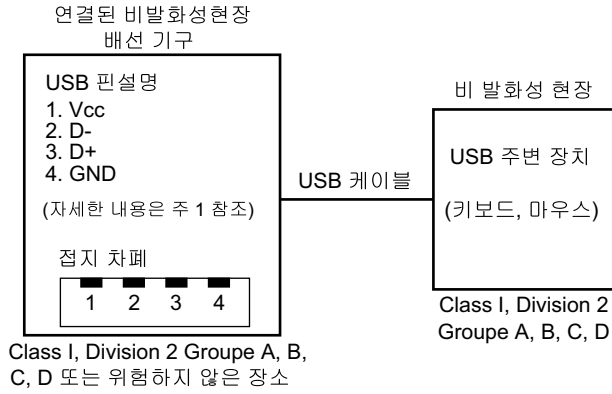 연결된 비발화성현장
배선 기구
USB 핀설명
1. Vcc
2. D-
3. D+
4. GND
(자세한 내용은 주 1 참조)
접지 차폐
1 2 3 4
Class I, Division 2 Groupe A, B,
C, D 또는 위험하지 않은 장소
USB 케이블
비 발화성 현장
USB 주변 장치
(키보드, 마우스)
Class I, Division 2
Groupe A, B, C, D